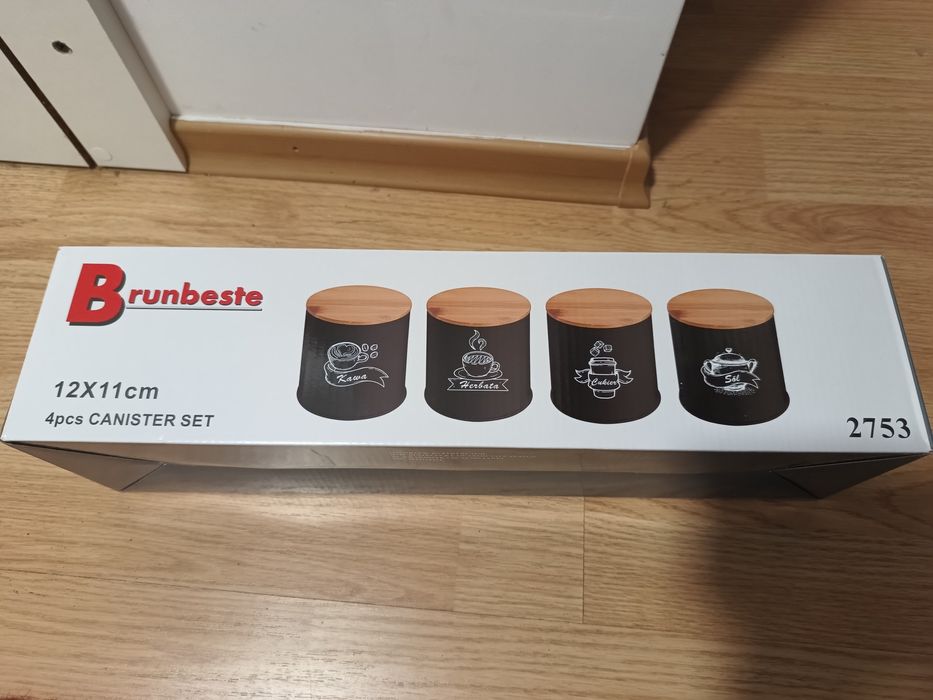 Brunbeste
12X11cm
4pcs CANISTER SET
Kawa
Herbata
Cukier
Sól
2753